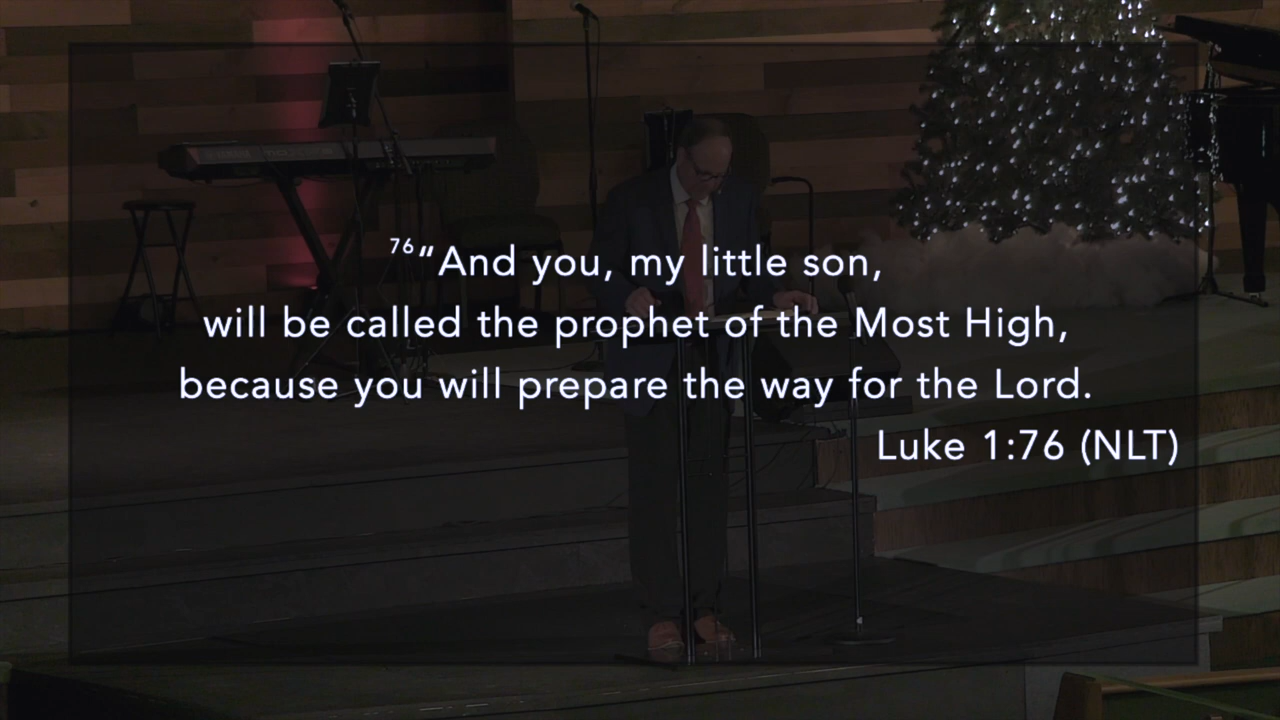 76“And you, my little son,
will be called the prophet of the Most High,
because you will prepare the way for the Lord.
Luke 1:76 (NLT)